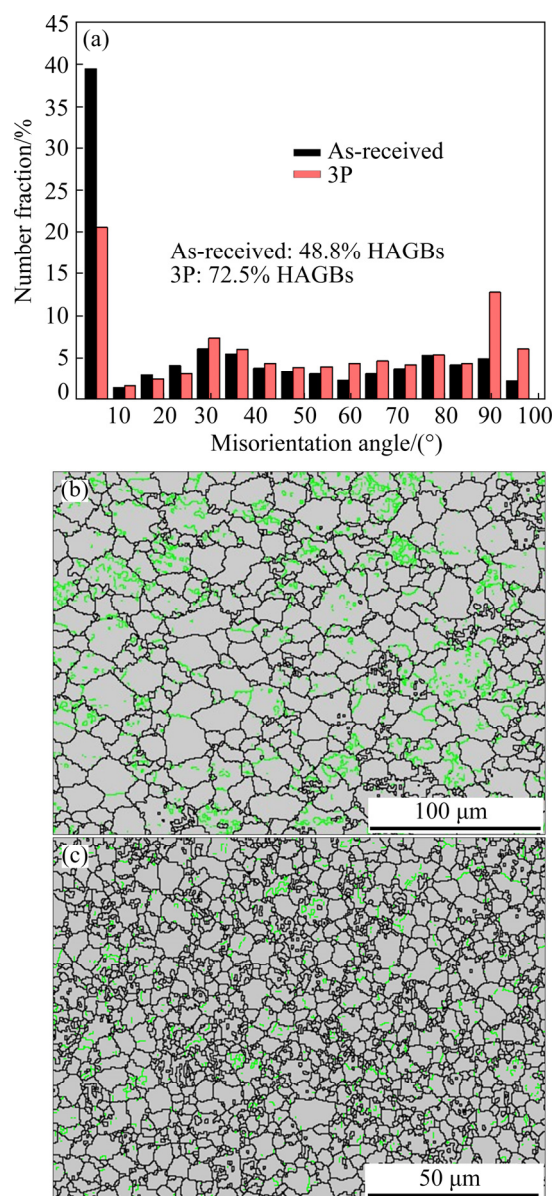 (a)
45
40
35
30
25
20
15
10
5
0
Number fraction/%
As-received
3P
As-received: 48.8% HAGBs
3P: 72.5% HAGBs
10 20 30 40 50 60 70 80 90 100
Misorientation angle/(°)
(b)
100 μm
(c)
50 μm